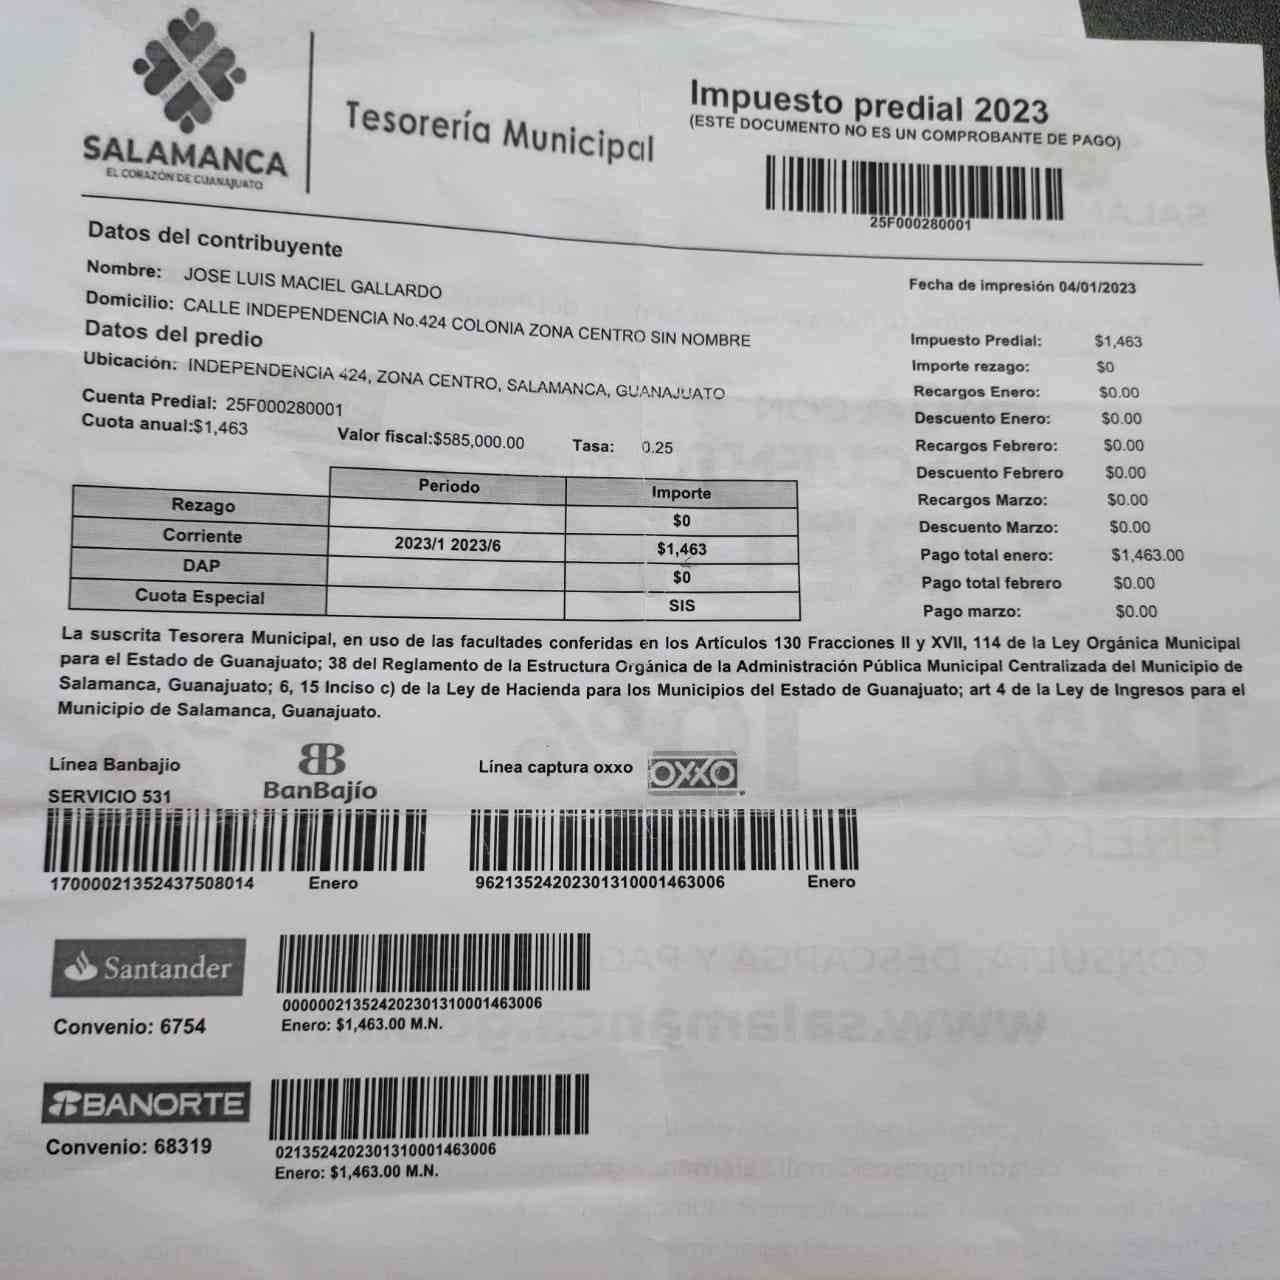 SALAMANCA
EL CORAZÓN DE GUANAJUATO
Tesorería Municipal
Impuesto predial 2023
(ESTE DOCUMENTO NO ES UN COMPROBANTE DE PAGO)
25F000280001
Datos del contribuyente
Nombre: JOSE LUIS MACIEL GALLARDO
Domicilio: CALLE INDEPENDENCIA No.424 COLONIA ZONA CENTRO SIN NOMBRE
Datos del predio
Ubicación: INDEPENDENCIA 424, ZONA CENTRO, SALAMANCA, GUANAJUATO
Cuenta Predial: 25F000280001
Cuota anual:$1,463 Valor fiscal:$585,000.00 Tasa: 0.25
Fecha de impresión 04/01/2023
Impuesto Predial: $1,463
Importe rezago: $0
Recargos Enero: $0.00
Descuento Enero: $0.00
Recargos Febrero: $0.00
Descuento Febrero $0.00
Recargos Marzo: $0.00
Descuento Marzo: $0.00
Pago total enero: $1,463.00
Pago total febrero $0.00
Pago marzo: $0.00
Periodo Importe
Rezago $0
Corriente 2023/1 2023/6 $1,463
DAP $0
Cuota Especial SIS
La suscrita Tesorera Municipal, en uso de las facultades conferidas en los Artículos 130 Fracciones II y XVII, 114 de la Ley Orgánica Municipal
para el Estado de Guanajuato; 38 del Reglamento de la Estructura Orgánica de la Administración Pública Municipal Centralizada del Municipio de
Salamanca, Guanajuato; 6, 15 Inciso c) de la Ley de Hacienda para los Municipios del Estado de Guanajuato; art 4 de la Ley de Ingresos para el
Municipio de Salamanca, Guanajuato.
Línea Banbajio
SERVICIO 531
BanBajío
Línea captura oxxo
OXXO
17000021352437508014 Enero
96213524202301310001463006 Enero
Santander
Convenio: 6754
0000002135242023013100014630​06
Enero: $1,463.00 M.N.
BANORTE
Convenio: 68319
0213524202301310001463006
Enero: $1,463.00 M.N.